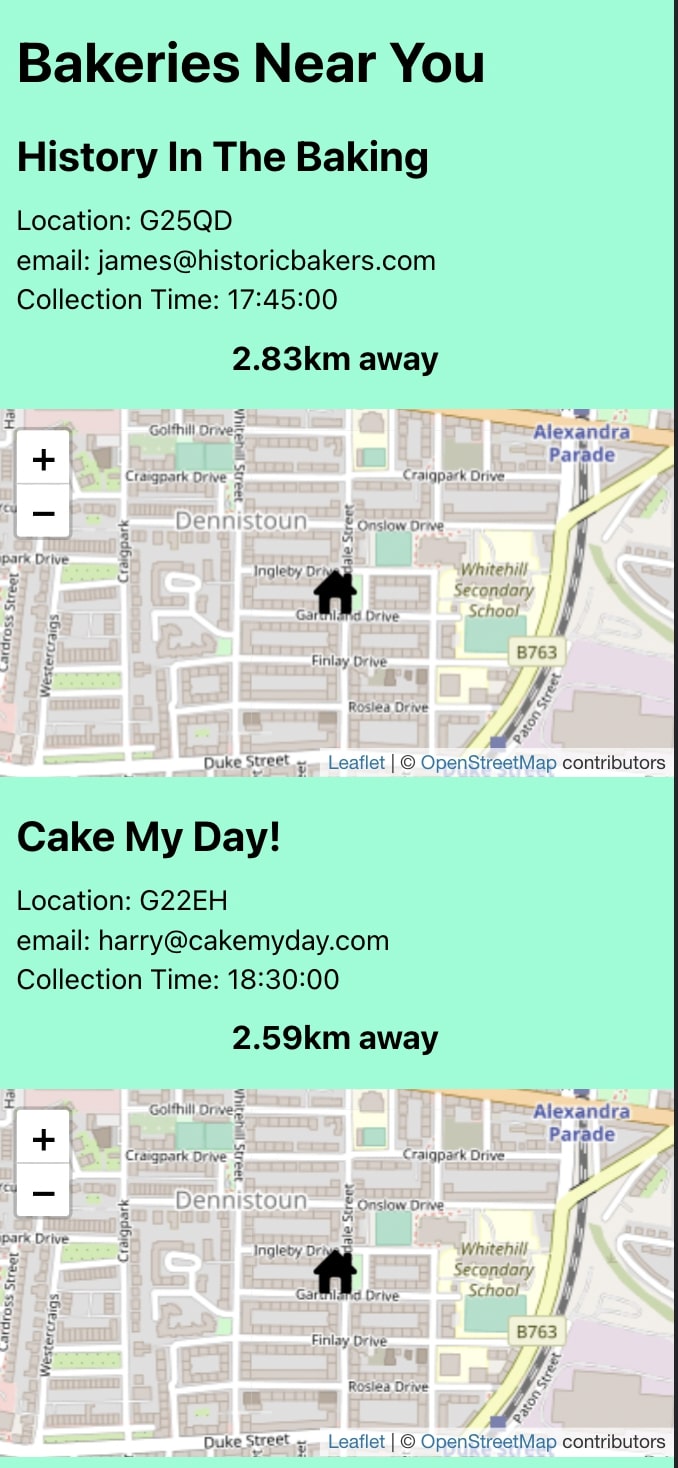 Bakeries Near You
History In The Baking
Location: G25QD
email: james@historicbakers.com
Collection Time: 17:45:00
2.83km away
+
−
Golfhill Drive
Whitehill Street
Alexandra
Parade
Craigpark Drive
Craigpark Drive
Dennistoun
Onslow Drive
Craigpark
park Drive
Ingleby Drive
Whitehill
Secondary
School
Cardross Street
Westercraigs
Garthland Drive
Finlay Drive
B763
Roslea Drive
Paton Street
Duke Street
Duke Street
Leaflet | © OpenStreetMap contributors
Cake My Day!
Location: G22EH
email: harry@cakemyday.com
Collection Time: 18:30:00
2.59km away
+
−
Golfhill Drive
Whitehill Street
Alexandra
Parade
Craigpark Drive
Craigpark Drive
Dennistoun
Onslow Drive
Craigpark
park Drive
Ingleby Drive
Whitehill
Secondary
School
Cardross Street
Westercraigs
Garthland Drive
Finlay Drive
B763
Roslea Drive
Paton Street
Duke Street
Duke Street
Leaflet | © OpenStreetMap contributors